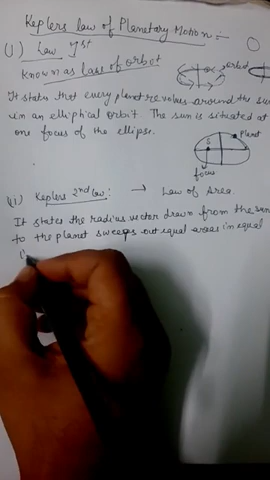 Keplers law of Planetary Motion :-
(i) Law Ist
Known as law of orbet
orbed
It states that every planet revolves around the sun
in an elliptical orbit. The sun is situated at
one focus of the ellipse.
Planet
S
focus
(ii) Keplers 2nd law: → Law of Area.
It states the radius vector drawn from the sun
to the planet sweeps out equal areas in equal